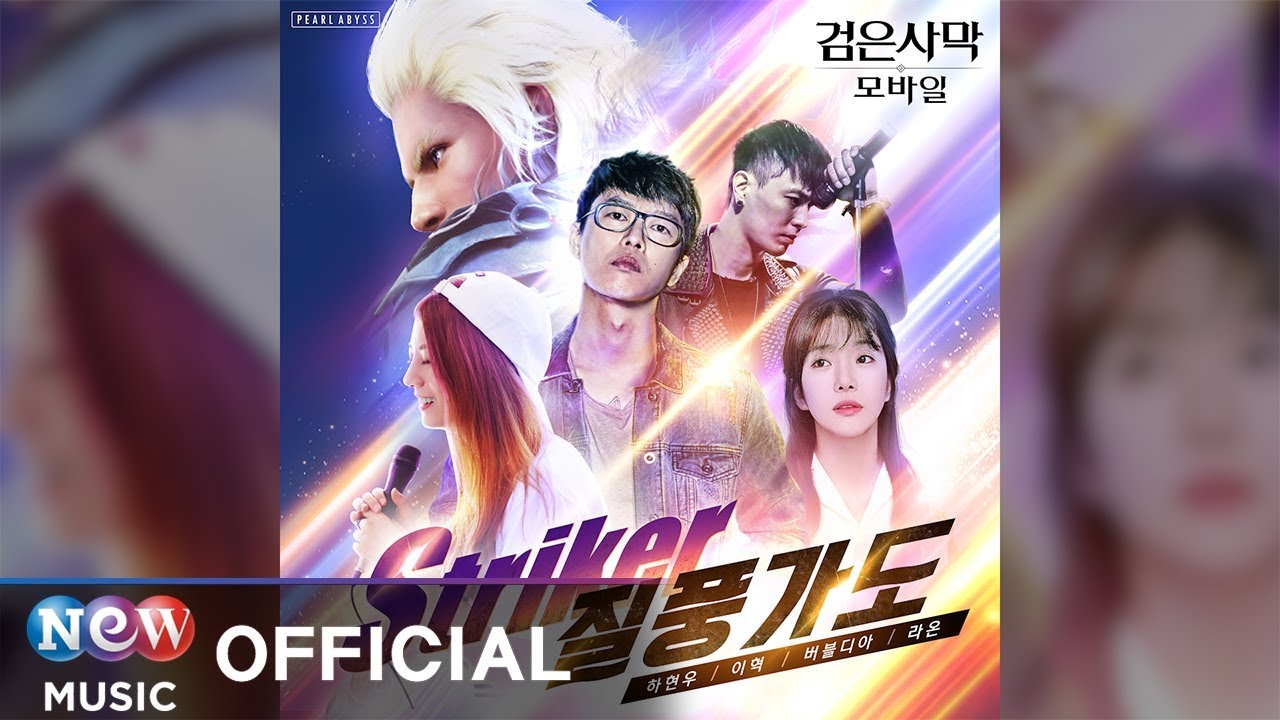 PEARL ABYSS
검은사막
모바일
Striker
질풍가도
하현우 / 이혁 / 버블디아 / 라온
NEW
MUSIC
OFFICIAL